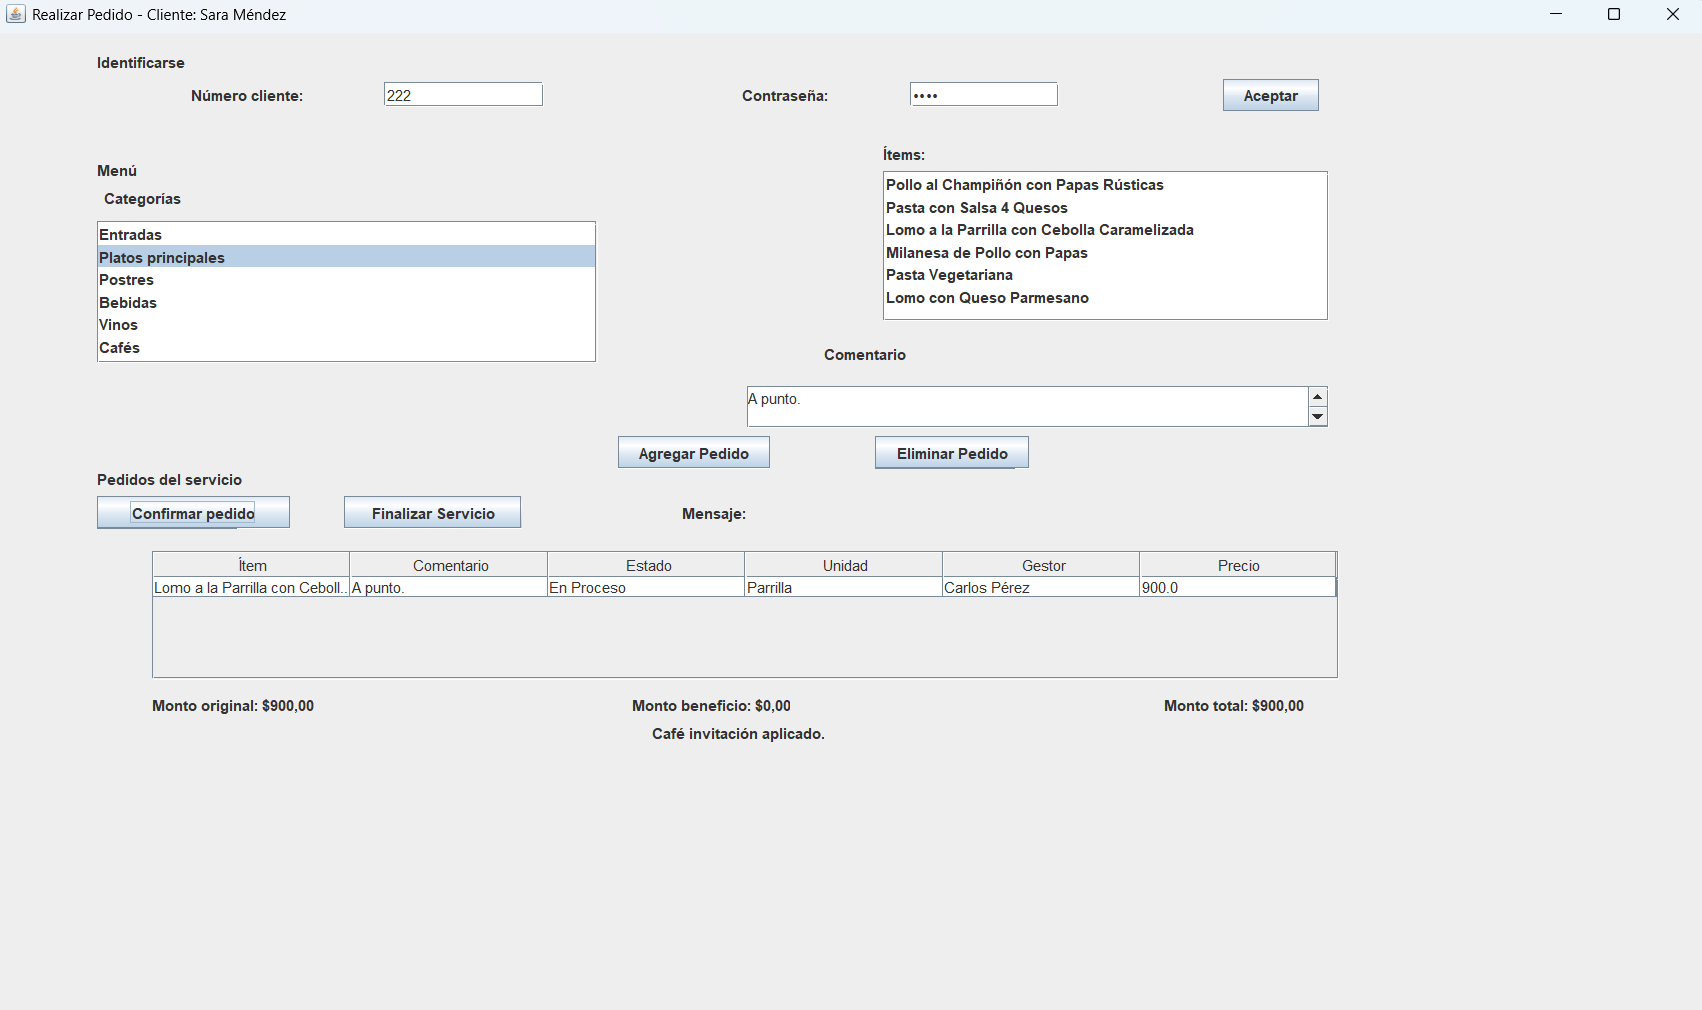 Realizar Pedido - Cliente: Sara Méndez
Identificarse
Número cliente: 222 Contraseña: •••• Aceptar
Menú
Categorías
Entradas
Platos principales
Postres
Bebidas
Vinos
Cafés
Ítems:
Pollo al Champiñón con Papas Rústicas
Pasta con Salsa 4 Quesos
Lomo a la Parrilla con Cebolla Caramelizada
Milanesa de Pollo con Papas
Pasta Vegetariana
Lomo con Queso Parmesano
Comentario
A punto.
Agregar Pedido Eliminar Pedido
Pedidos del servicio
Confirmar pedido Finalizar Servicio Mensaje:
Ítem Comentario Estado Unidad Gestor Precio
Lomo a la Parrilla con Ceboll... A punto. En Proceso Parrilla Carlos Pérez 900.0
Monto original: $900,00 Monto beneficio: $0,00 Monto total: $900,00
Café invitación aplicado.